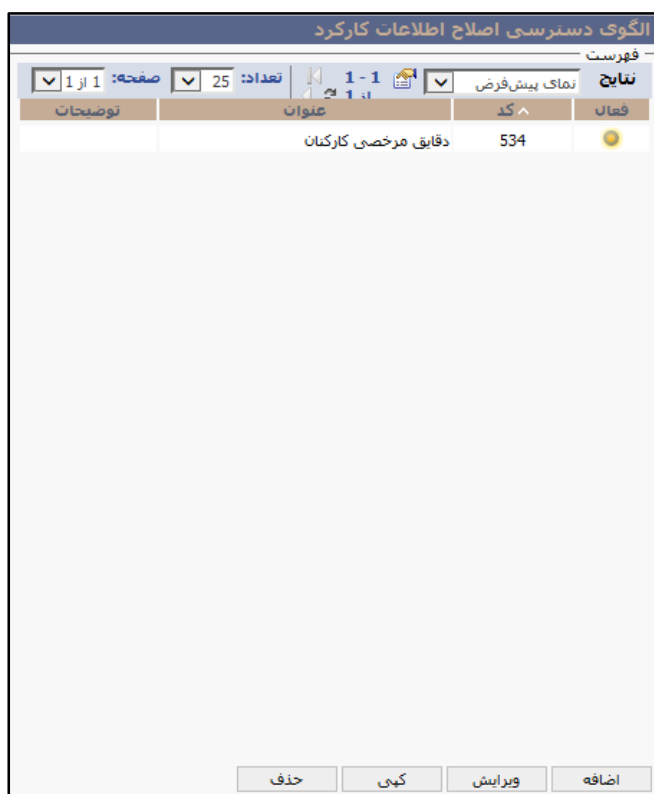 الگوی دسترسی اصلاح اطلاعات کارکرد
فهرست
نتایج نمای پیش‌فرض 1 - 1 از 1 تعداد: 25 صفحه: 1 از 1
فعال کد عنوان توضیحات
534 دقایق مرخصی کارکنان
اضافه ویرایش کپی حذف